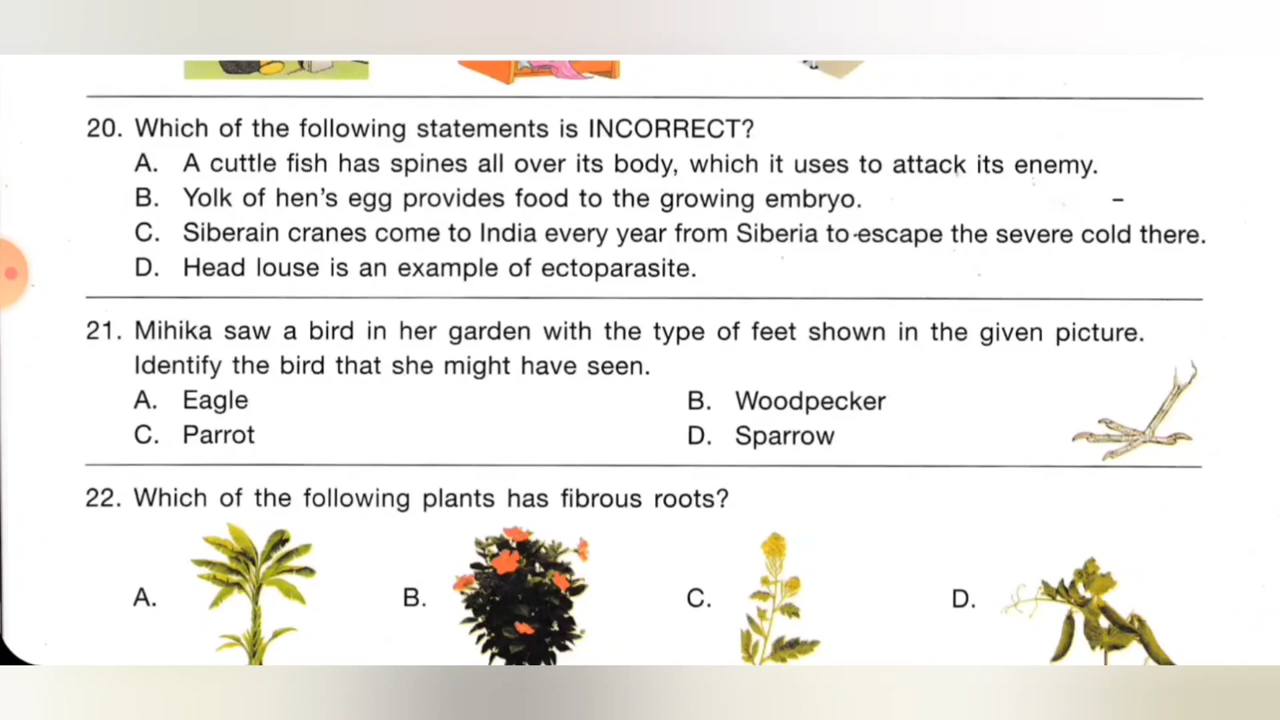 20. Which of the following statements is INCORRECT?
A. A cuttle fish has spines all over its body, which it uses to attack its enemy.
B. Yolk of hen's egg provides food to the growing embryo.
C. Siberain cranes come to India every year from Siberia to escape the severe cold there.
D. Head louse is an example of ectoparasite.
21. Mihika saw a bird in her garden with the type of feet shown in the given picture.
Identify the bird that she might have seen.
A. Eagle B. Woodpecker
C. Parrot D. Sparrow
22. Which of the following plants has fibrous roots?
A. B. C. D.